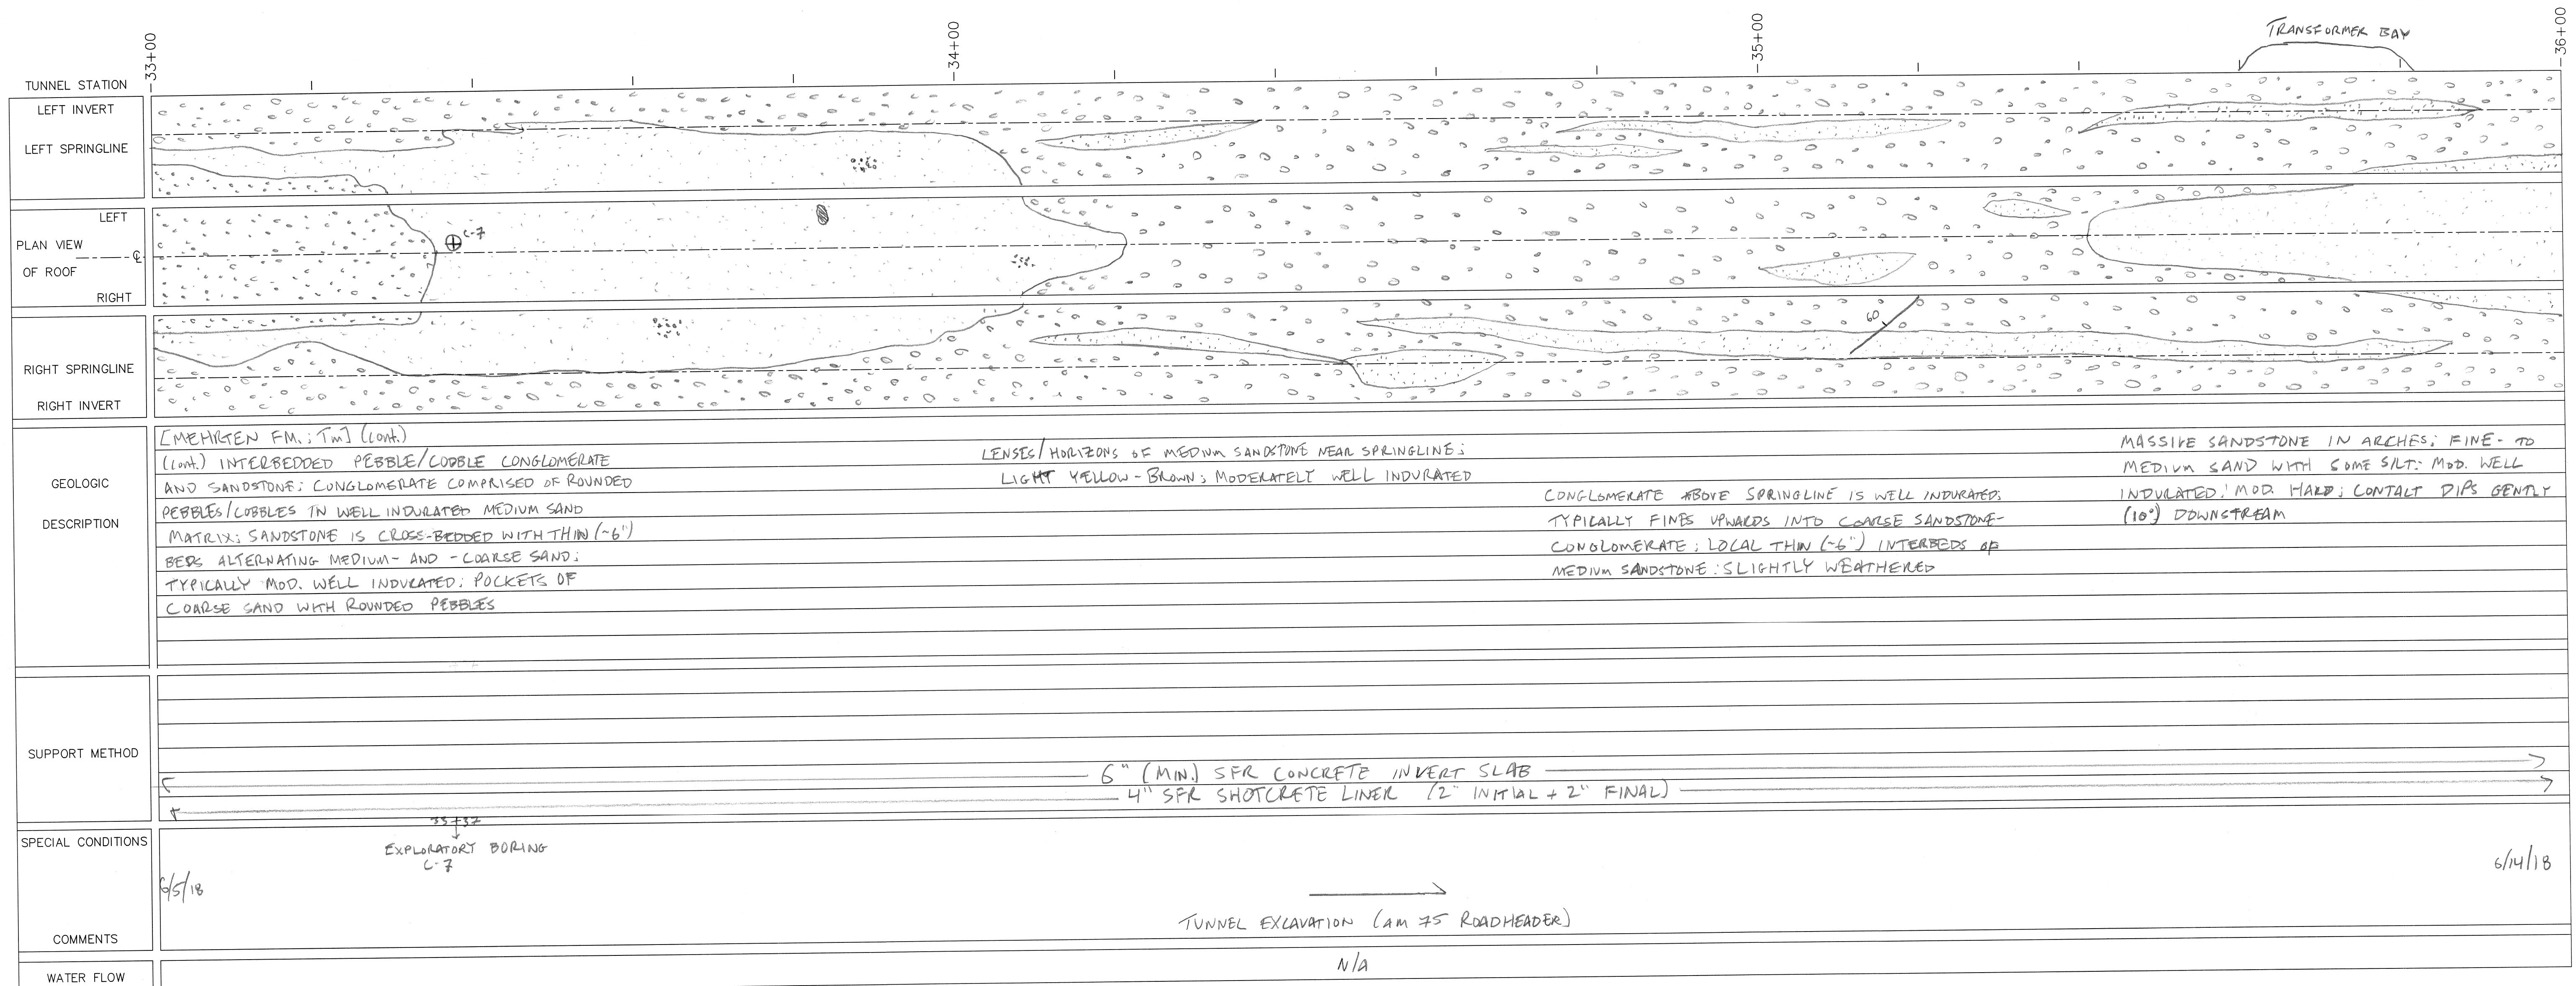 33+00
34+00
35+00
36+00
TRANSFORMER BAY
TUNNEL STATION
LEFT INVERT
LEFT SPRINGLINE
LEFT
PLAN VIEW
℄
OF ROOF
RIGHT
C-7
RIGHT SPRINGLINE
60
RIGHT INVERT
GEOLOGIC
DESCRIPTION
[MEHRTEN FM.; Tm] (cont.)
(cont.) INTERBEDDED PEBBLE/COBBLE CONGLOMERATE
AND SANDSTONE; CONGLOMERATE COMPRISED OF ROUNDED
PEBBLES/COBBLES IN WELL INDURATED MEDIUM SAND
MATRIX; SANDSTONE IS CROSS-BEDDED WITH THIN (~6")
BEDS ALTERNATING MEDIUM- AND -COARSE SAND;
TYPICALLY MOD. WELL INDURATED; POCKETS OF
COARSE SAND WITH ROUNDED PEBBLES
LENSES/HORIZONS OF MEDIUM SANDSTONE NEAR SPRINGLINE;
LIGHT YELLOW-BROWN; MODERATELY WELL INDURATED
CONGLOMERATE ABOVE SPRINGLINE IS WELL INDURATED;
TYPICALLY FINES UPWARDS INTO COARSE SANDSTONE-
CONGLOMERATE; LOCAL THIN (~6") INTERBEDS OF
MEDIUM SANDSTONE; SLIGHTLY WEATHERED
MASSIVE SANDSTONE IN ARCHES; FINE- TO
MEDIUM SAND WITH SOME SILT; MOD. WELL
INDURATED; MOD. HARD; CONTACT DIPS GENTLY
(10°) DOWNSTREAM
SUPPORT METHOD
6" (MIN.) SFR CONCRETE INVERT SLAB
4" SFR SHOTCRETE LINER (2" INITIAL + 2" FINAL)
SPECIAL CONDITIONS
33+37
EXPLORATORY BORING
C-7
6/5/18
6/14/18
TUNNEL EXCAVATION (AM 75 ROADHEADER)
COMMENTS
WATER FLOW
N/A